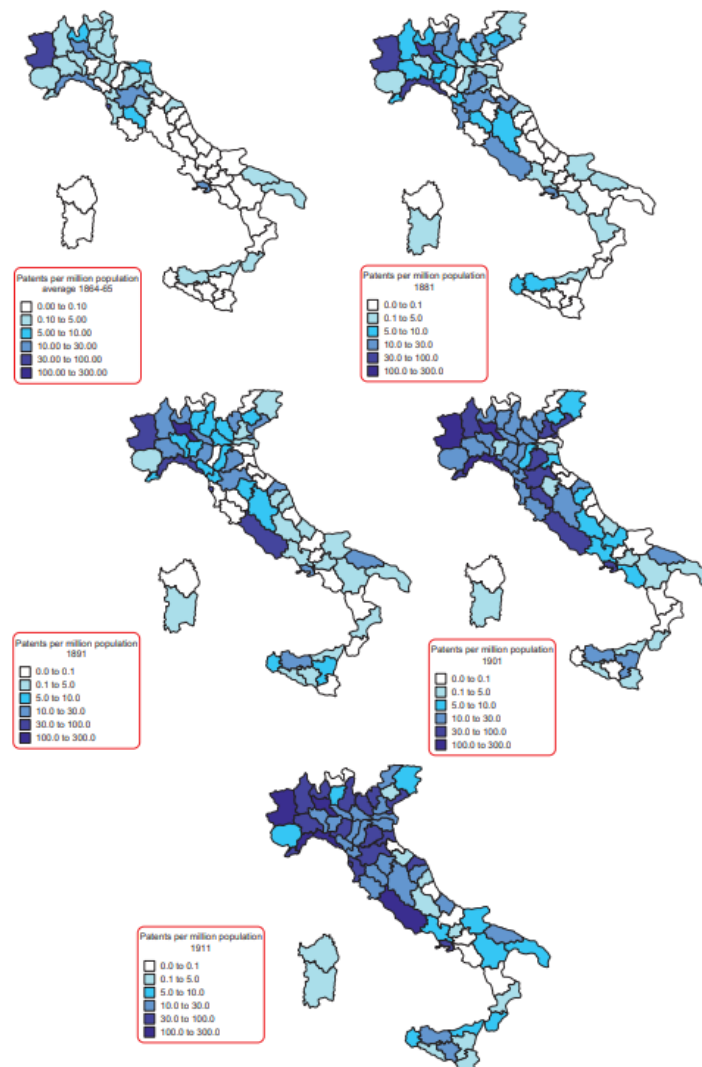 Patents per million population
average 1864-65
0.00 to 0.10
0.10 to 5.00
5.00 to 10.00
10.00 to 30.00
30.00 to 100.00
100.00 to 300.00
Patents per million population
1881
0.0 to 0.1
0.1 to 5.0
5.0 to 10.0
10.0 to 30.0
30.0 to 100.0
100.0 to 300.0
Patents per million population
1891
0.0 to 0.1
0.1 to 5.0
5.0 to 10.0
10.0 to 30.0
30.0 to 100.0
100.0 to 300.0
Patents per million population
1901
0.0 to 0.1
0.1 to 5.0
5.0 to 10.0
10.0 to 30.0
30.0 to 100.0
100.0 to 300.0
Patents per million population
1911
0.0 to 0.1
0.1 to 5.0
5.0 to 10.0
10.0 to 30.0
30.0 to 100.0
100.0 to 300.0